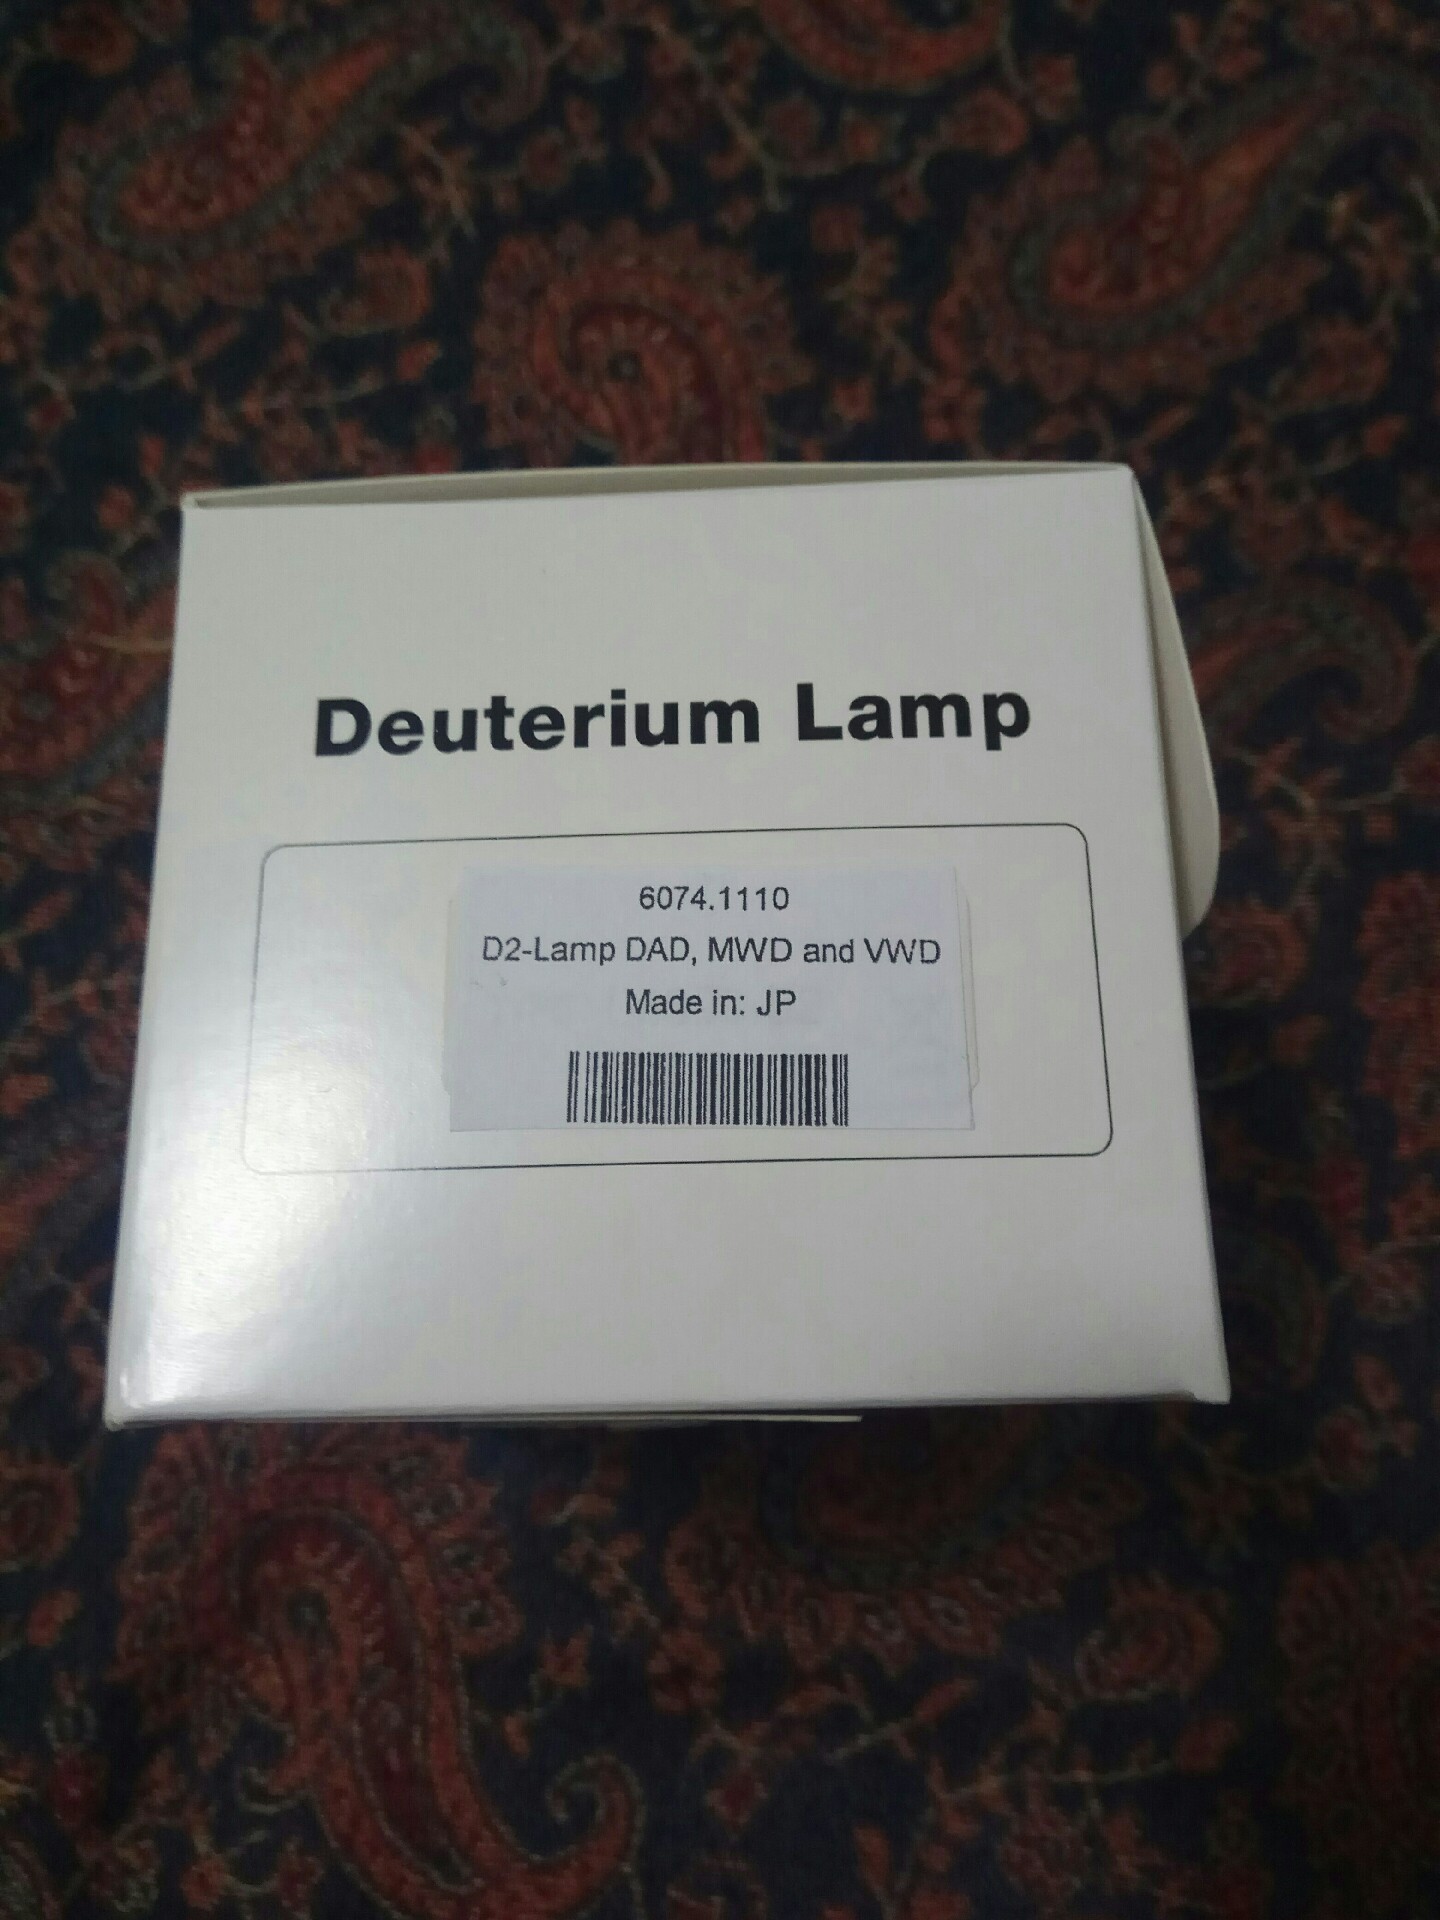 Deuterium Lamp
6074.1110
D2-Lamp DAD, MWD and VWD
Made in: JP